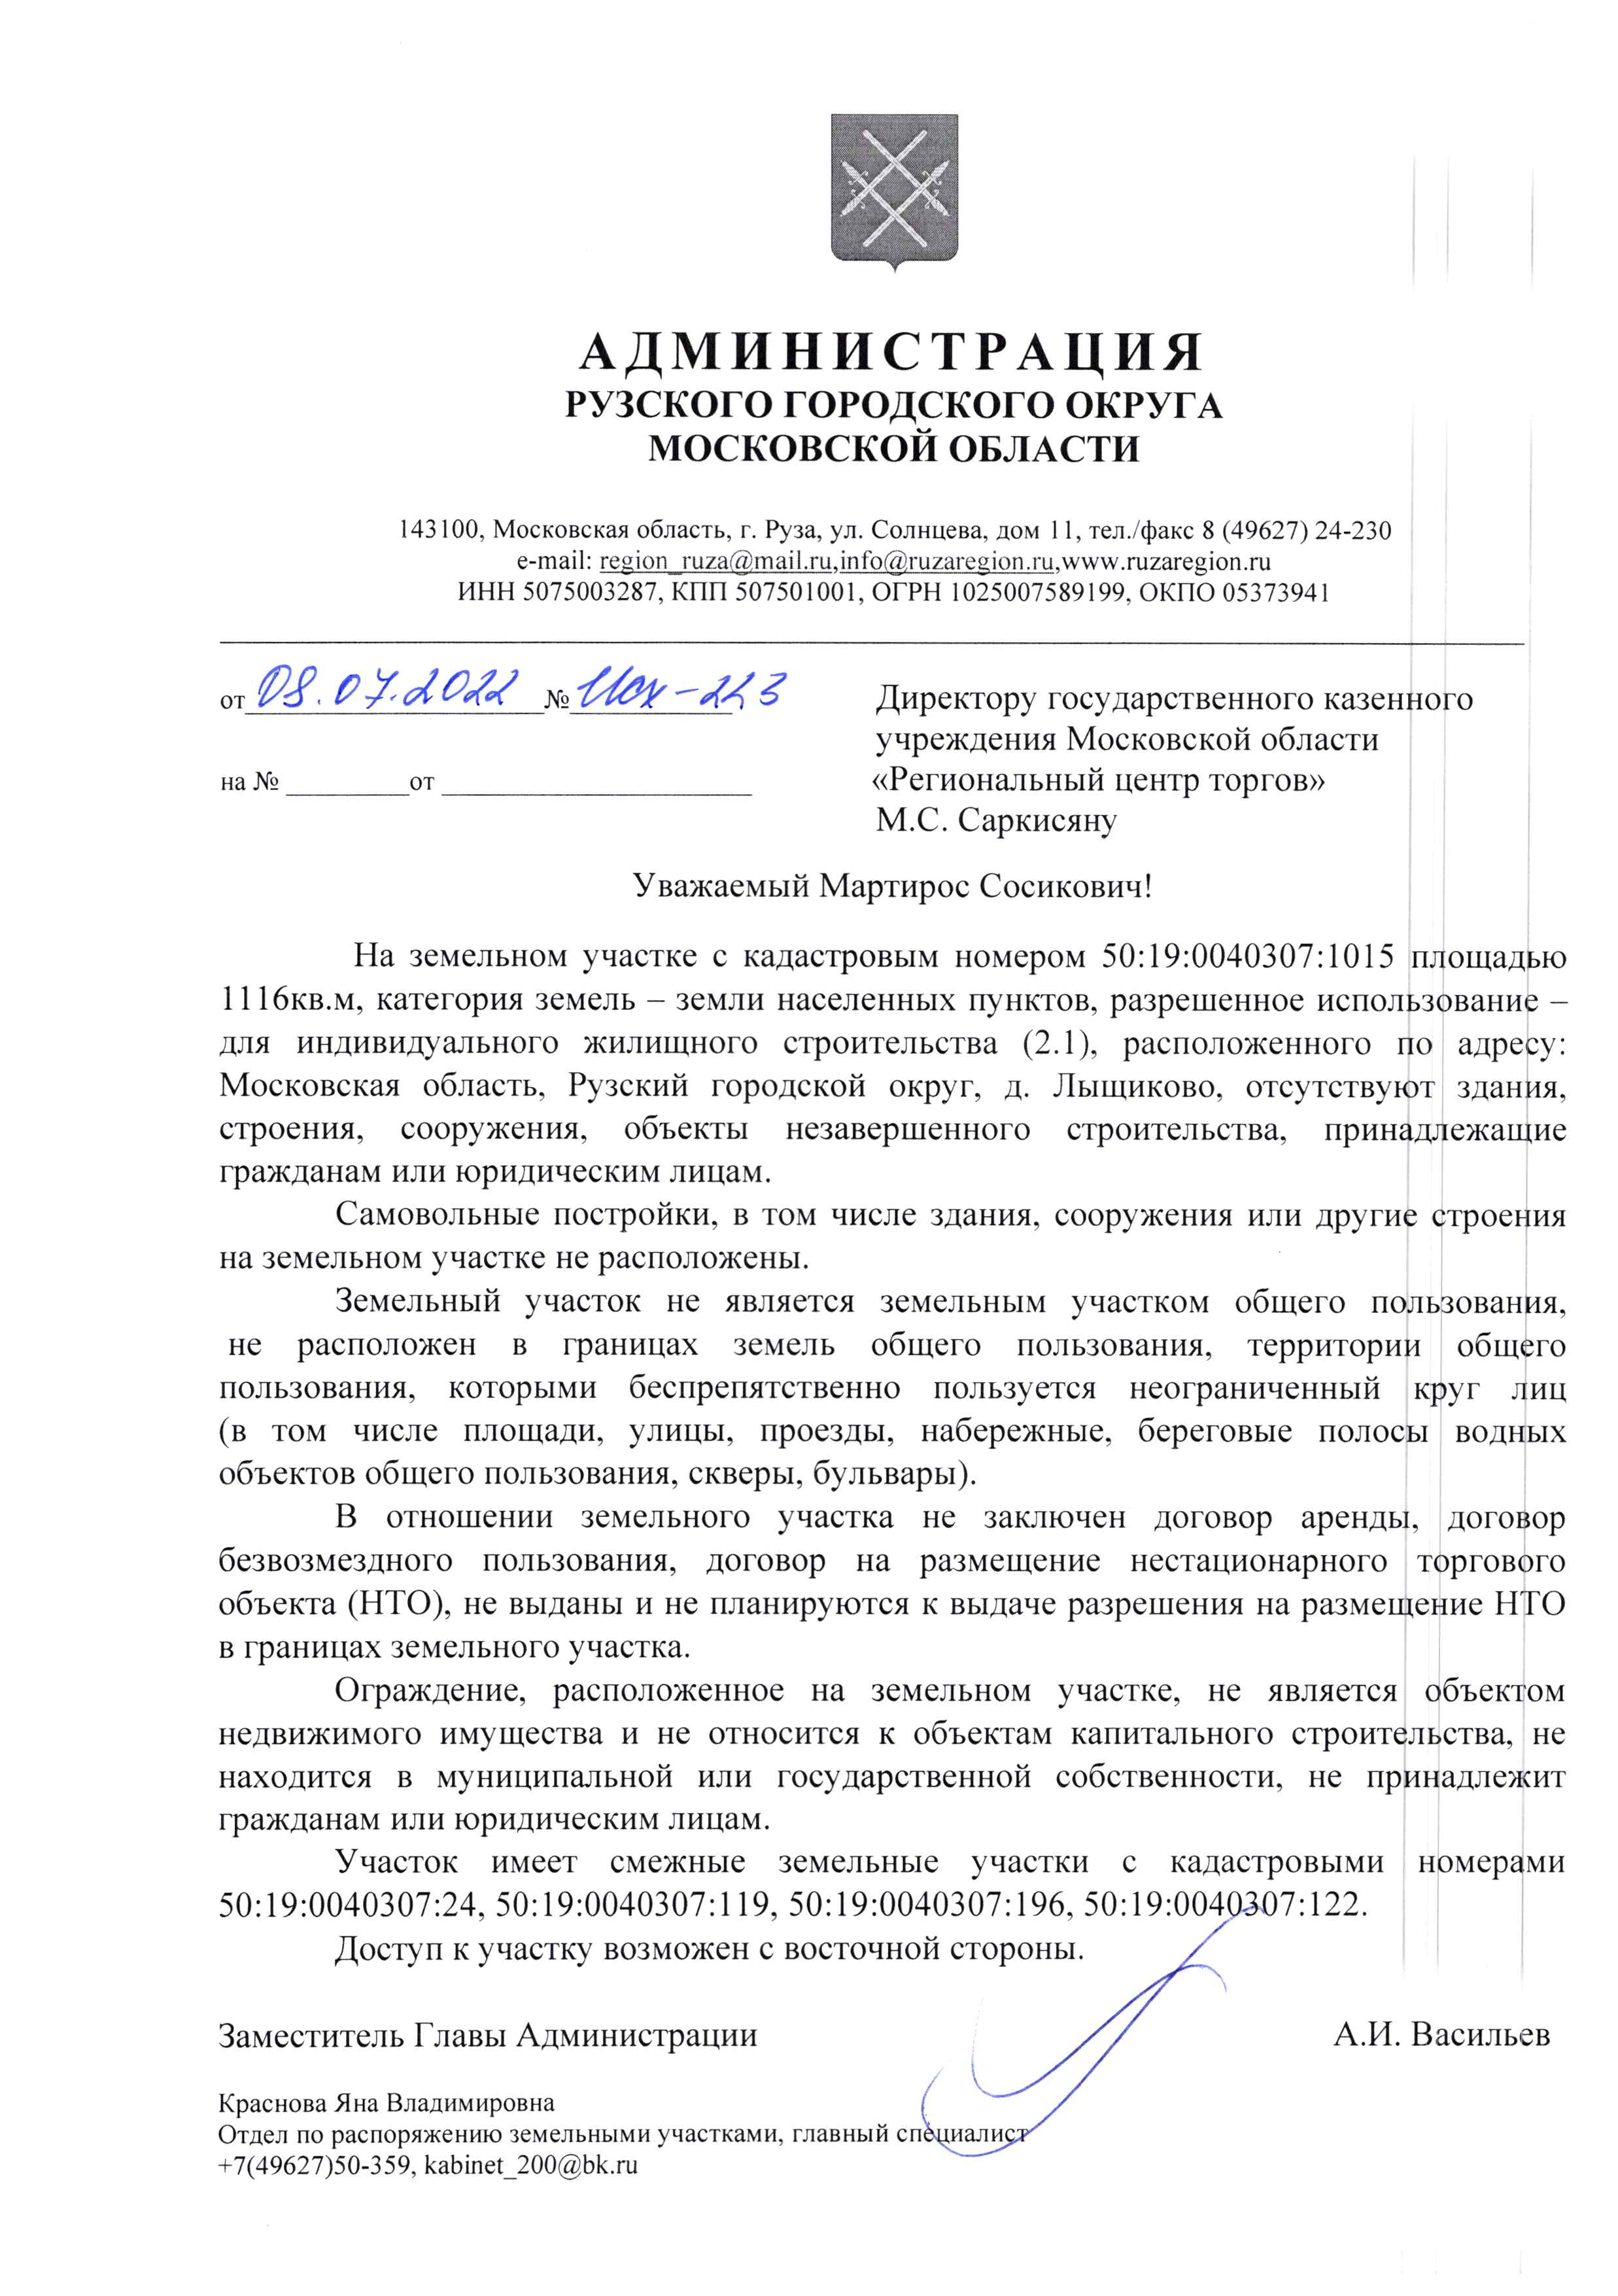 АДМИНИСТРАЦИЯ
РУЗСКОГО ГОРОДСКОГО ОКРУГА
МОСКОВСКОЙ ОБЛАСТИ
143100, Московская область, г. Руза, ул. Солнцева, дом 11, тел./факс 8 (49627) 24-230
e-mail: region_ruza@mail.ru,info@ruzaregion.ru,www.ruzaregion.ru
ИНН 5075003287, КПП 507501001, ОГРН 1025007589199, ОКПО 05373941
от 08.07.2022 № Исх-223
на № __________от ________________________
Директору государственного казенного
учреждения Московской области
«Региональный центр торгов»
М.С. Саркисяну
Уважаемый Мартирос Сосикович!
На земельном участке с кадастровым номером 50:19:0040307:1015 площадью
1116кв.м, категория земель – земли населенных пунктов, разрешенное использование –
для индивидуального жилищного строительства (2.1), расположенного по адресу:
Московская область, Рузский городской округ, д. Лыщиково, отсутствуют здания,
строения, сооружения, объекты незавершенного строительства, принадлежащие
гражданам или юридическим лицам.
Самовольные постройки, в том числе здания, сооружения или другие строения
на земельном участке не расположены.
Земельный участок не является земельным участком общего пользования,
не расположен в границах земель общего пользования, территории общего
пользования, которыми беспрепятственно пользуется неограниченный круг лиц
(в том числе площади, улицы, проезды, набережные, береговые полосы водных
объектов общего пользования, скверы, бульвары).
В отношении земельного участка не заключен договор аренды, договор
безвозмездного пользования, договор на размещение нестационарного торгового
объекта (НТО), не выданы и не планируются к выдаче разрешения на размещение НТО
в границах земельного участка.
Ограждение, расположенное на земельном участке, не является объектом
недвижимого имущества и не относится к объектам капитального строительства, не
находится в муниципальной или государственной собственности, не принадлежит
гражданам или юридическим лицам.
Участок имеет смежные земельные участки с кадастровыми номерами
50:19:0040307:24, 50:19:0040307:119, 50:19:0040307:196, 50:19:0040307:122.
Доступ к участку возможен с восточной стороны.
Заместитель Главы Администрации
А.И. Васильев
Краснова Яна Владимировна
Отдел по распоряжению земельными участками, главный специалист
+7(49627)50-359, kabinet_200@bk.ru